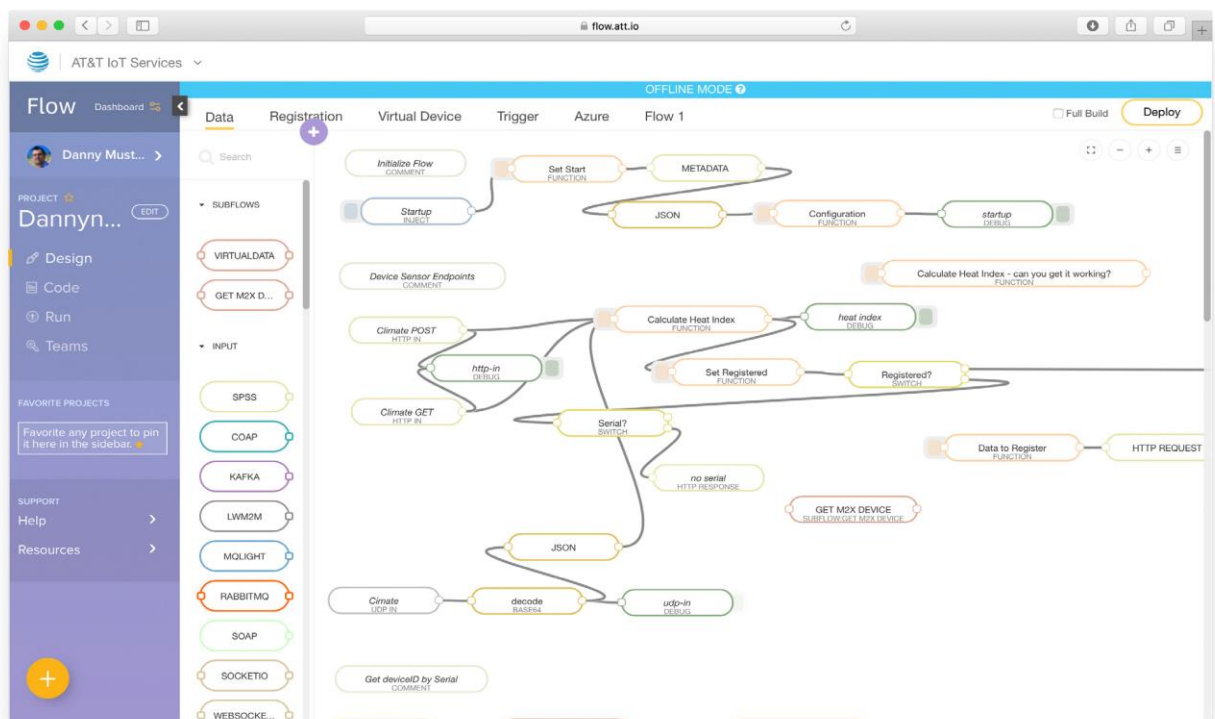 flow.att.io
AT&T IoT Services
OFFLINE MODE
Flow
Dashboard
Data
Registration
Virtual Device
Trigger
Azure
Flow 1
Full Build
Deploy
Danny Must...
PROJECT
Dannyn...
EDIT
Design
Code
Run
Teams
FAVORITE PROJECTS
Favorite any project to pin
it here in the sidebar.
SUPPORT
Help
Resources
Search
SUBFLOWS
VIRTUALDATA
GET M2X D...
INPUT
SPSS
COAP
KAFKA
LWM2M
MQLIGHT
RABBITMQ
SOAP
SOCKETIO
WEBSOCKE...
Initialize Flow
COMMENT
Set Start
FUNCTION
METADATA
Startup
INJECT
JSON
Configuration
FUNCTION
startup
DEBUG
Device Sensor Endpoints
COMMENT
Calculate Heat Index - can you get it working?
FUNCTION
Climate POST
HTTP IN
Calculate Heat Index
FUNCTION
heat index
DEBUG
http-in
DEBUG
Set Registered
FUNCTION
Registered?
SWITCH
Climate GET
HTTP IN
Serial?
SWITCH
Data to Register
FUNCTION
HTTP REQUEST
no serial
HTTP RESPONSE
GET M2X DEVICE
SUBFLOW:GET M2X DEVICE
JSON
Cimate
UDP IN
decode
BASE64
udp-in
DEBUG
Get deviceID by Serial
COMMENT